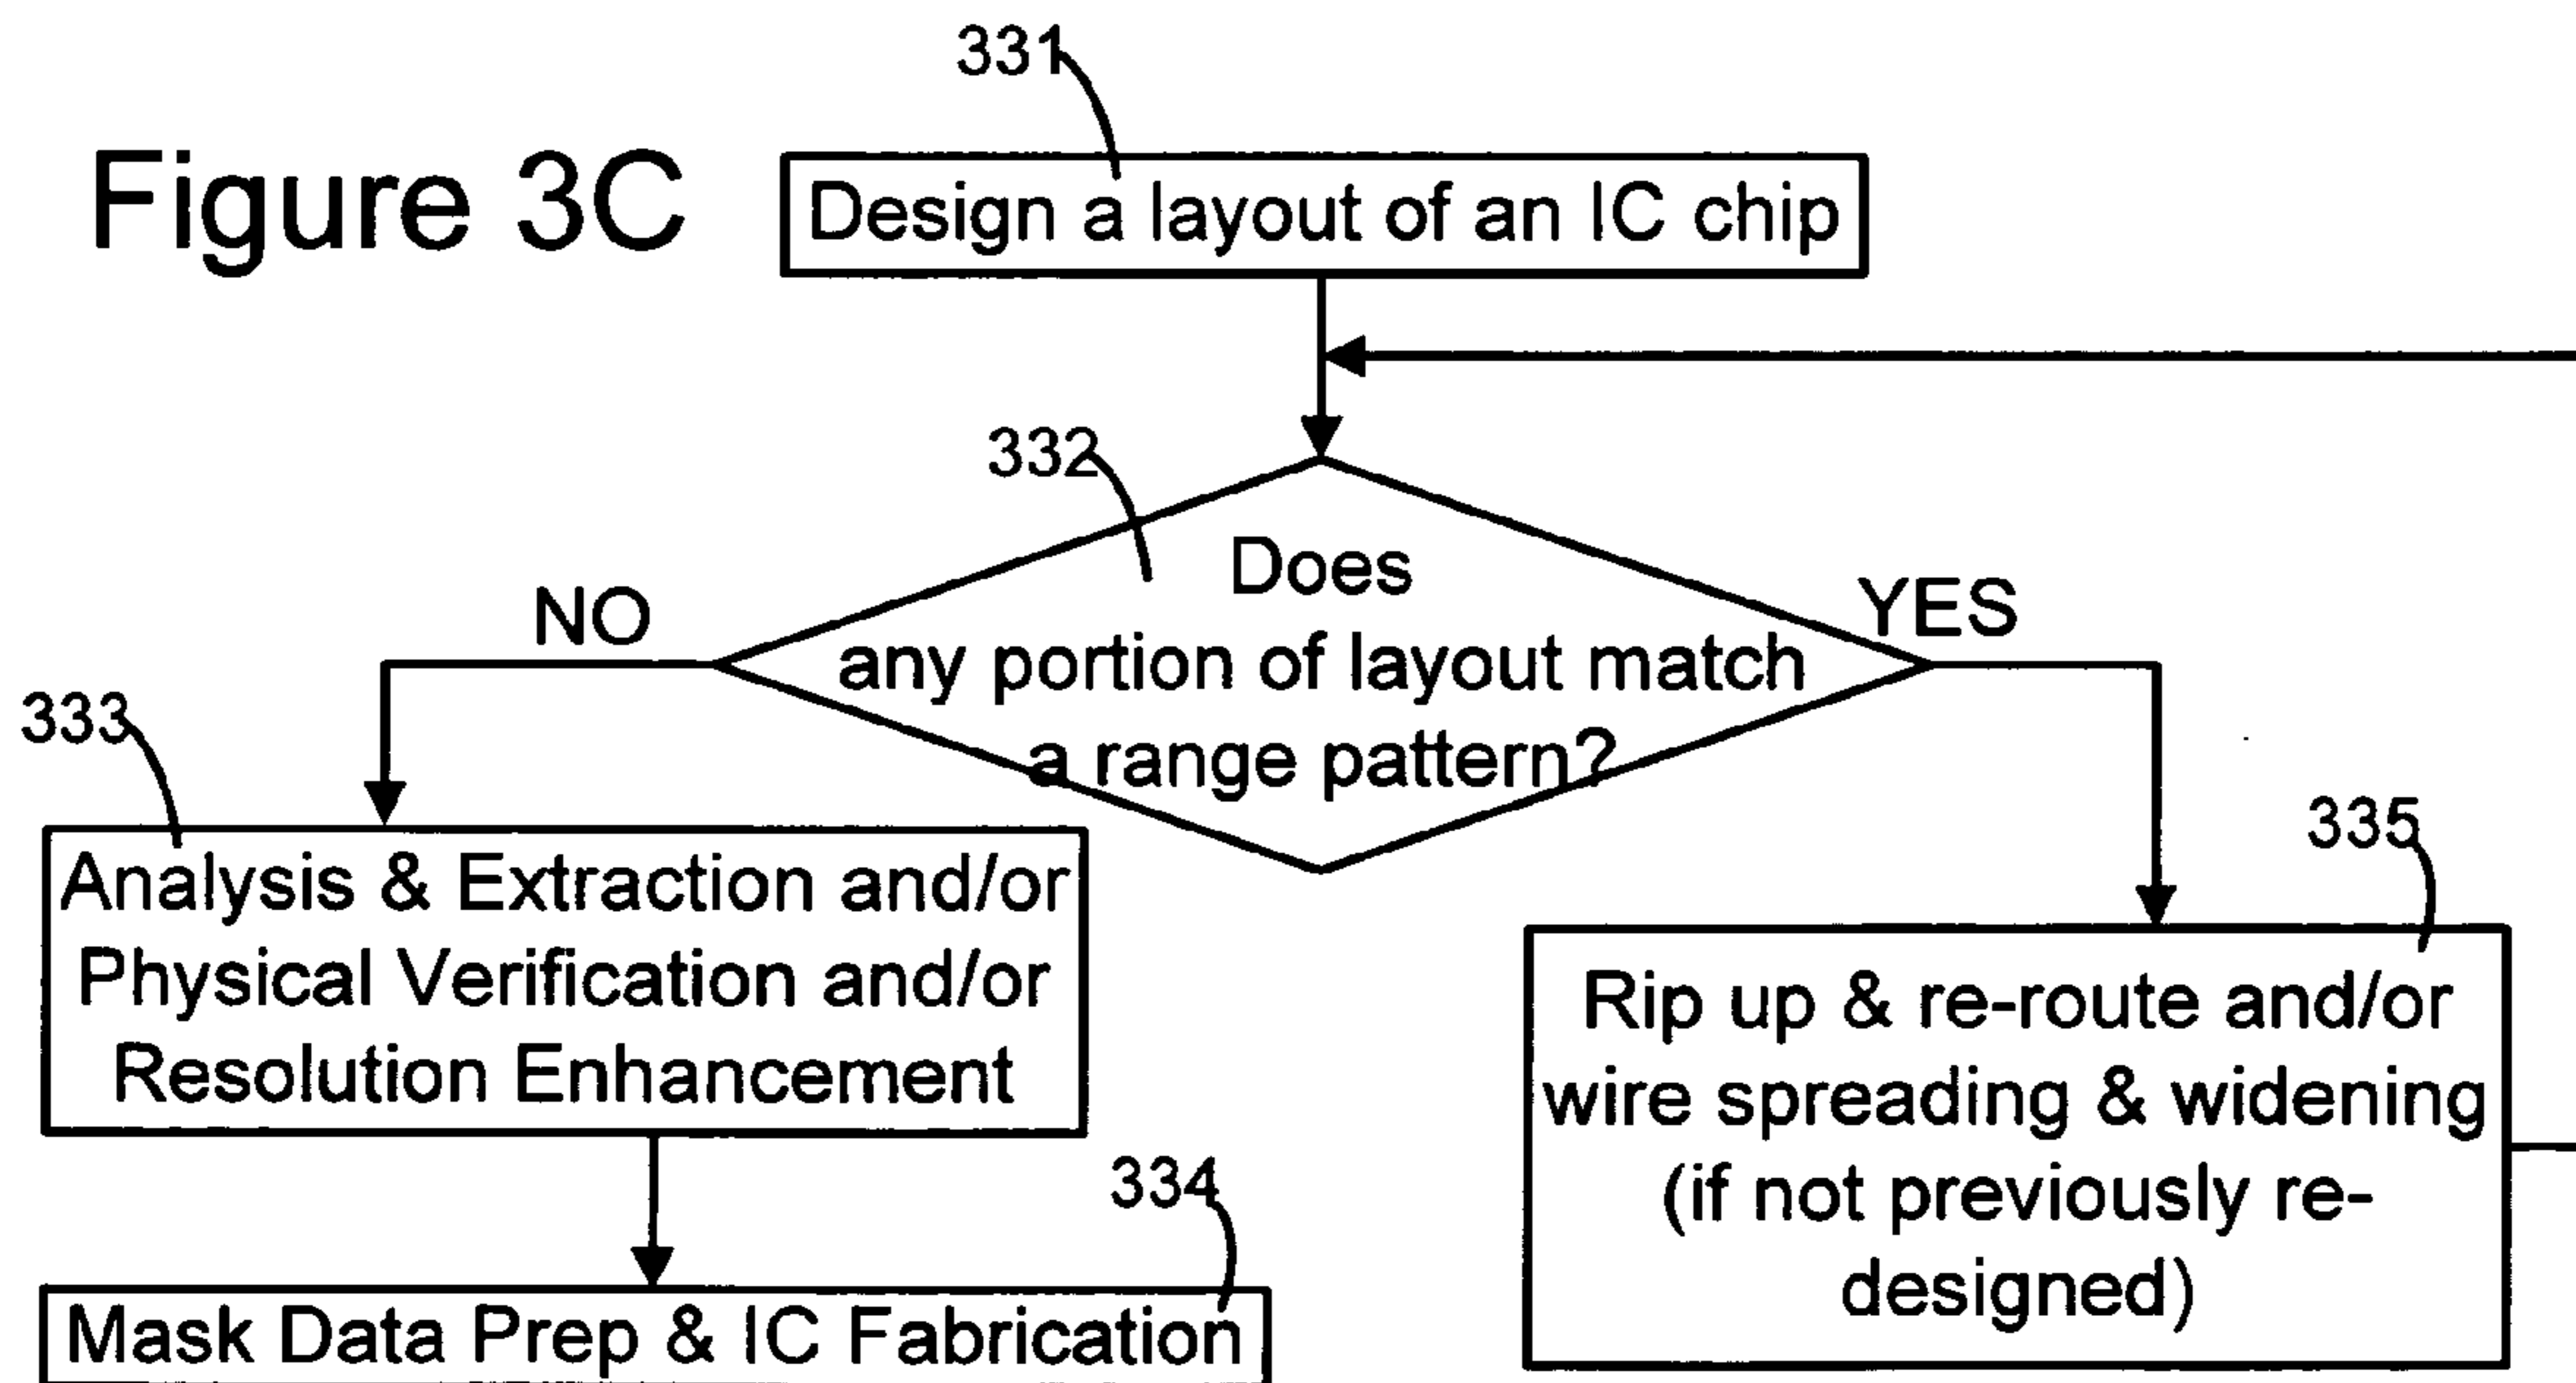 331
Figure 3C
Design a layout of an IC chip
332
Does
any portion of layout match
a range pattern?
NO
YES
333
Analysis & Extraction and/or
Physical Verification and/or
Resolution Enhancement
335
Rip up & re-route and/or
wire spreading & widening
(if not previously re-
designed)
334
Mask Data Prep & IC Fabrication